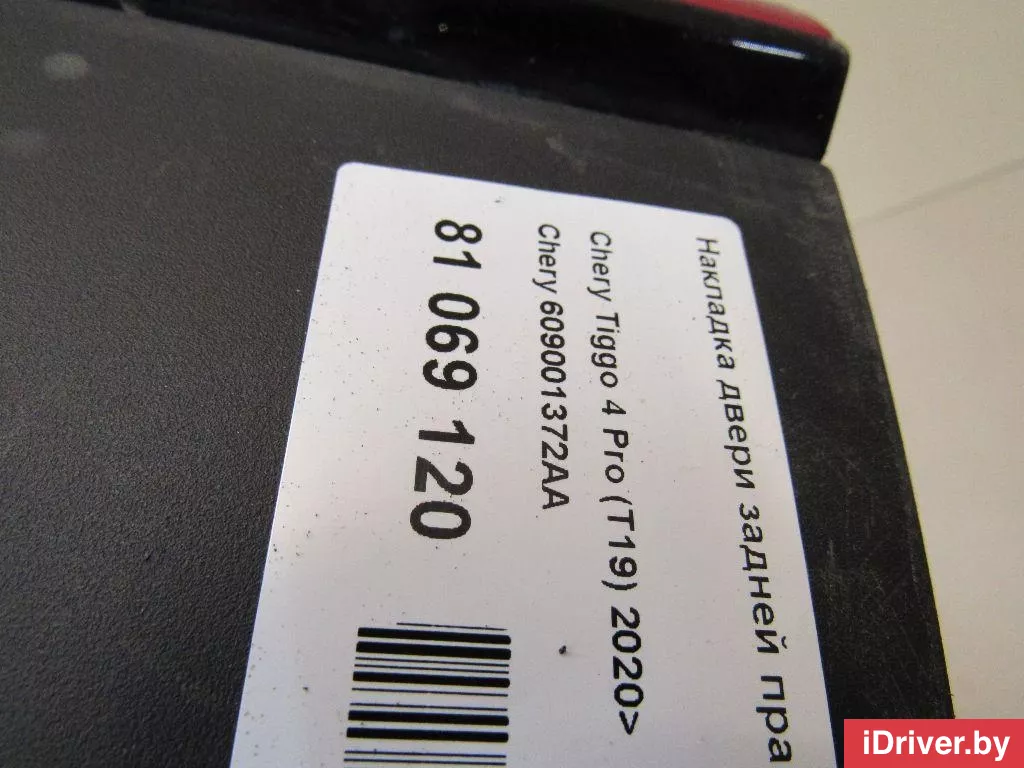 Накладка двери задней пра
Chery Tiggo 4 Pro (T19) 2020>
Chery 609001372AA
81 069 120
iDriver.by